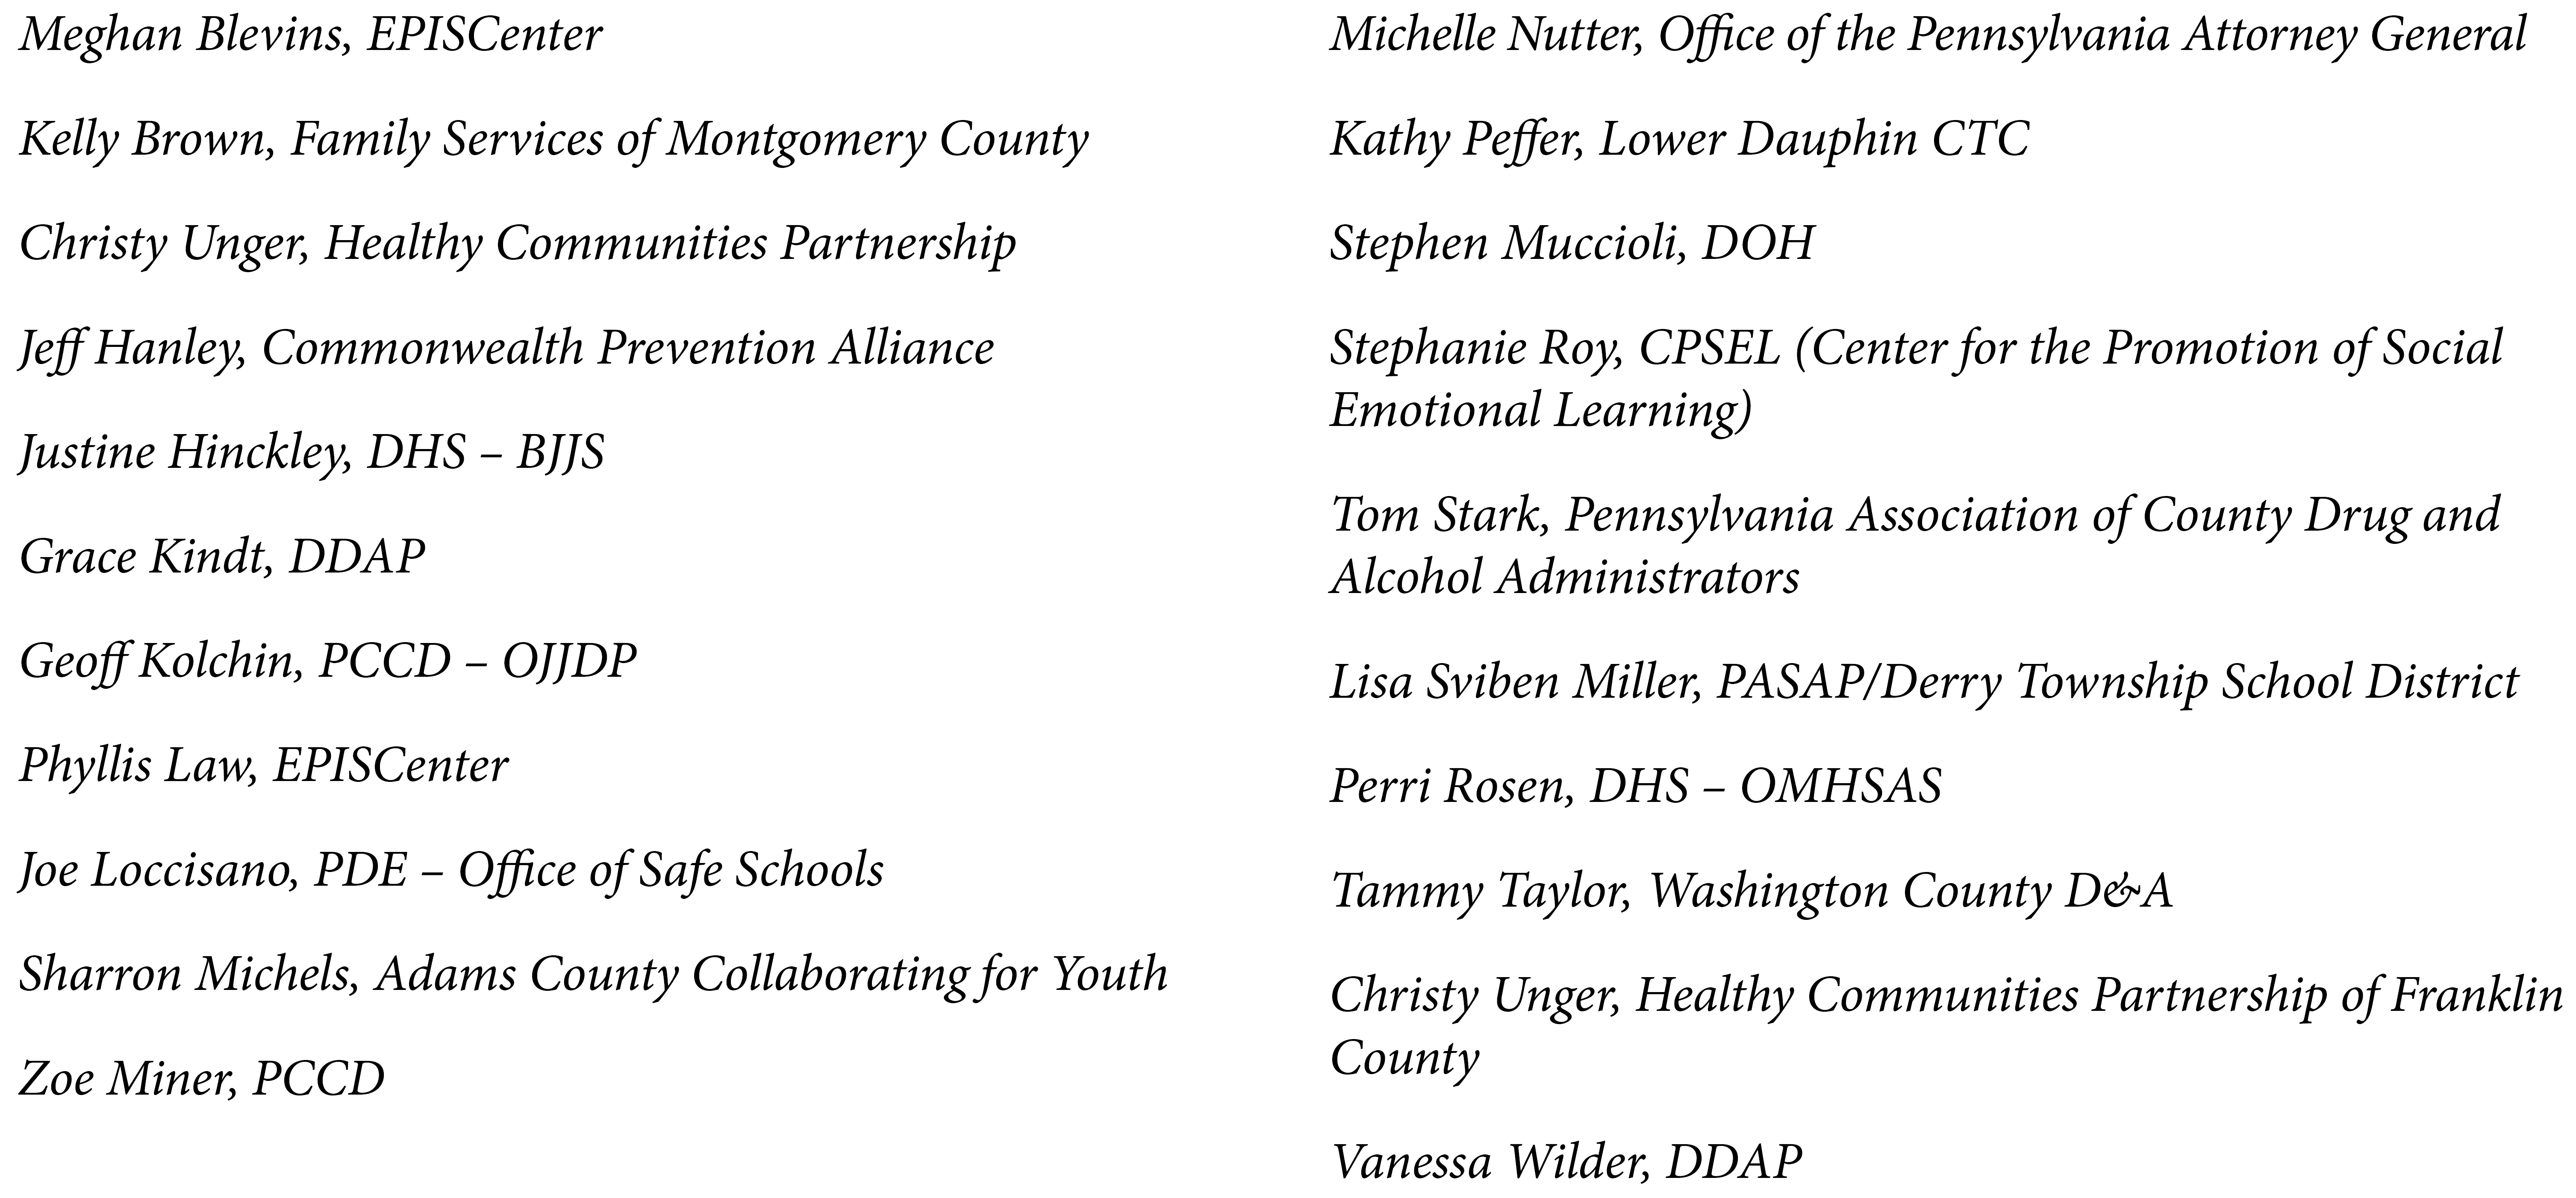 Meghan Blevins, EPISCenter
Kelly Brown, Family Services of Montgomery County
Christy Unger, Healthy Communities Partnership
Jeff Hanley, Commonwealth Prevention Alliance
Justine Hinckley, DHS – BJJS
Grace Kindt, DDAP
Geoff Kolchin, PCCD – OJJDP
Phyllis Law, EPISCenter
Joe Loccisano, PDE – Office of Safe Schools
Sharron Michels, Adams County Collaborating for Youth
Zoe Miner, PCCD
Michelle Nutter, Office of the Pennsylvania Attorney General
Kathy Peffer, Lower Dauphin CTC
Stephen Muccioli, DOH
Stephanie Roy, CPSEL (Center for the Promotion of Social
Emotional Learning)
Tom Stark, Pennsylvania Association of County Drug and
Alcohol Administrators
Lisa Sviben Miller, PASAP/Derry Township School District
Perri Rosen, DHS – OMHSAS
Tammy Taylor, Washington County D&A
Christy Unger, Healthy Communities Partnership of Franklin
County
Vanessa Wilder, DDAP